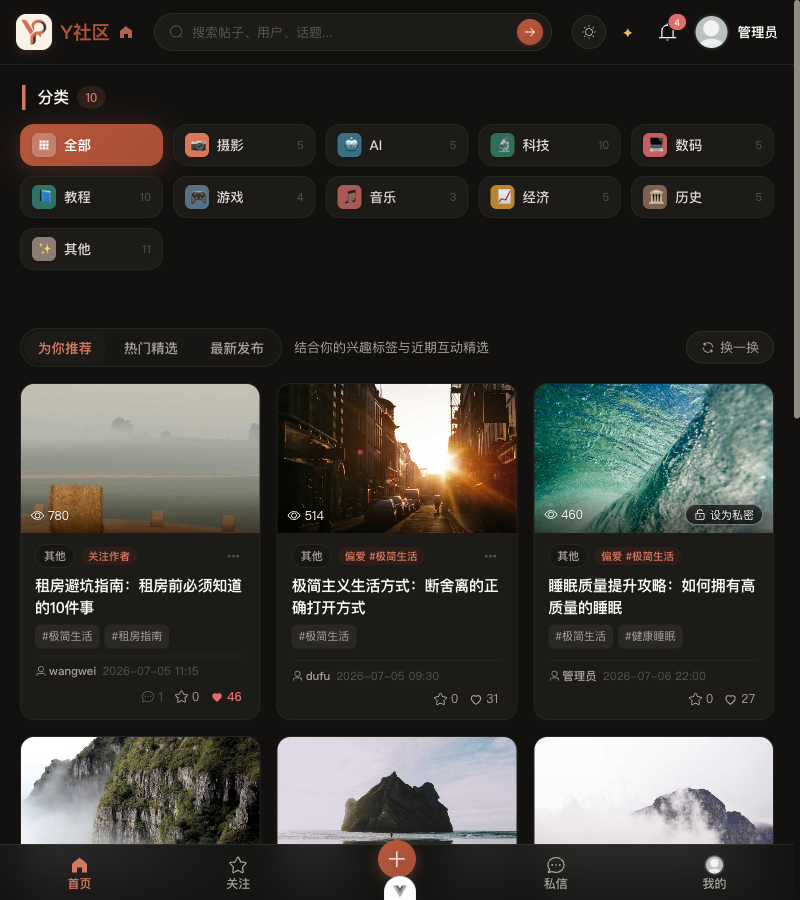 Y社区
搜索帖子、用户、话题...
4
管理员
分类 10
全部
摄影 5
AI 5
科技 10
数码 5
教程 10
游戏 4
音乐 3
经济 5
历史 5
其他 11
为你推荐 热门精选 最新发布 结合你的兴趣标签与近期互动精选 换一换
780
其他 关注作者
租房避坑指南：租房前必须知道
的10件事
#极简生活 #租房指南
wangwei 2026-07-05 11:15
1 0 46
514
其他 偏爱 #极简生活
极简主义生活方式：断舍离的正
确打开方式
#极简生活
dufu 2026-07-05 09:30
0 31
460 设为私密
其他 偏爱 #极简生活
睡眠质量提升攻略：如何拥有高
质量的睡眠
#极简生活 #健康睡眠
管理员 2026-07-06 22:00
0 27
首页 关注 私信 我的